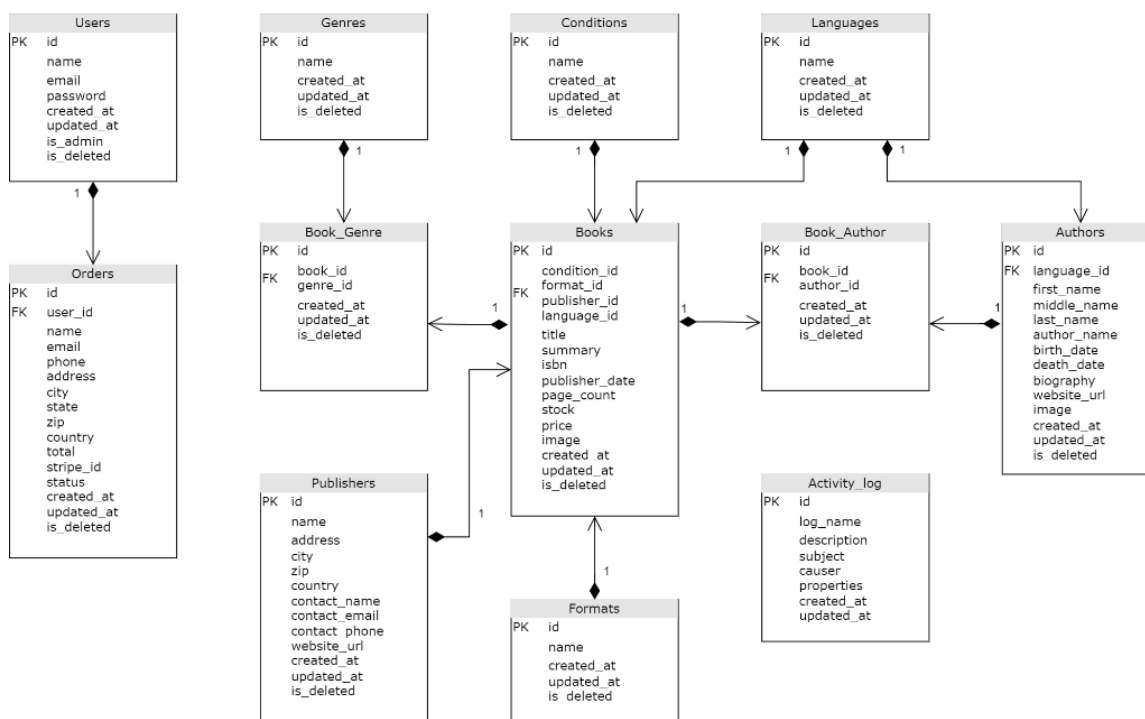 Users
PK id
name
email
password
created_at
updated_at
is_admin
is_deleted
1
Genres
PK id
name
created_at
updated_at
is_deleted
1
Conditions
PK id
name
created_at
updated_at
is_deleted
1
Languages
PK id
name
created_at
updated_at
is_deleted
1
1
Orders
PK id
FK user_id
name
email
phone
address
city
state
zip
country
total
stripe_id
status
created_at
updated_at
is_deleted
Book_Genre
PK id
book_id
FK
genre_id
created_at
updated_at
is_deleted
1
Books
PK id
condition_id
format_id
FK
publisher_id
language_id
title
summary
isbn
publisher_date
page_count
stock
price
image
created_at
updated_at
is_deleted
1
Book_Author
PK id
book_id
FK
author_id
created_at
updated_at
is_deleted
1
Authors
PK id
FK language_id
first_name
middle_name
last_name
author_name
birth_date
death_date
biography
website_url
image
created_at
updated_at
is_deleted
Publishers
PK id
name
address
city
zip
country
contact_name
contact_email
contact_phone
website_url
created_at
updated_at
is_deleted
1
1
Formats
PK id
name
created_at
updated_at
is_deleted
Activity_log
PK id
log_name
description
subject
causer
properties
created_at
updated_at